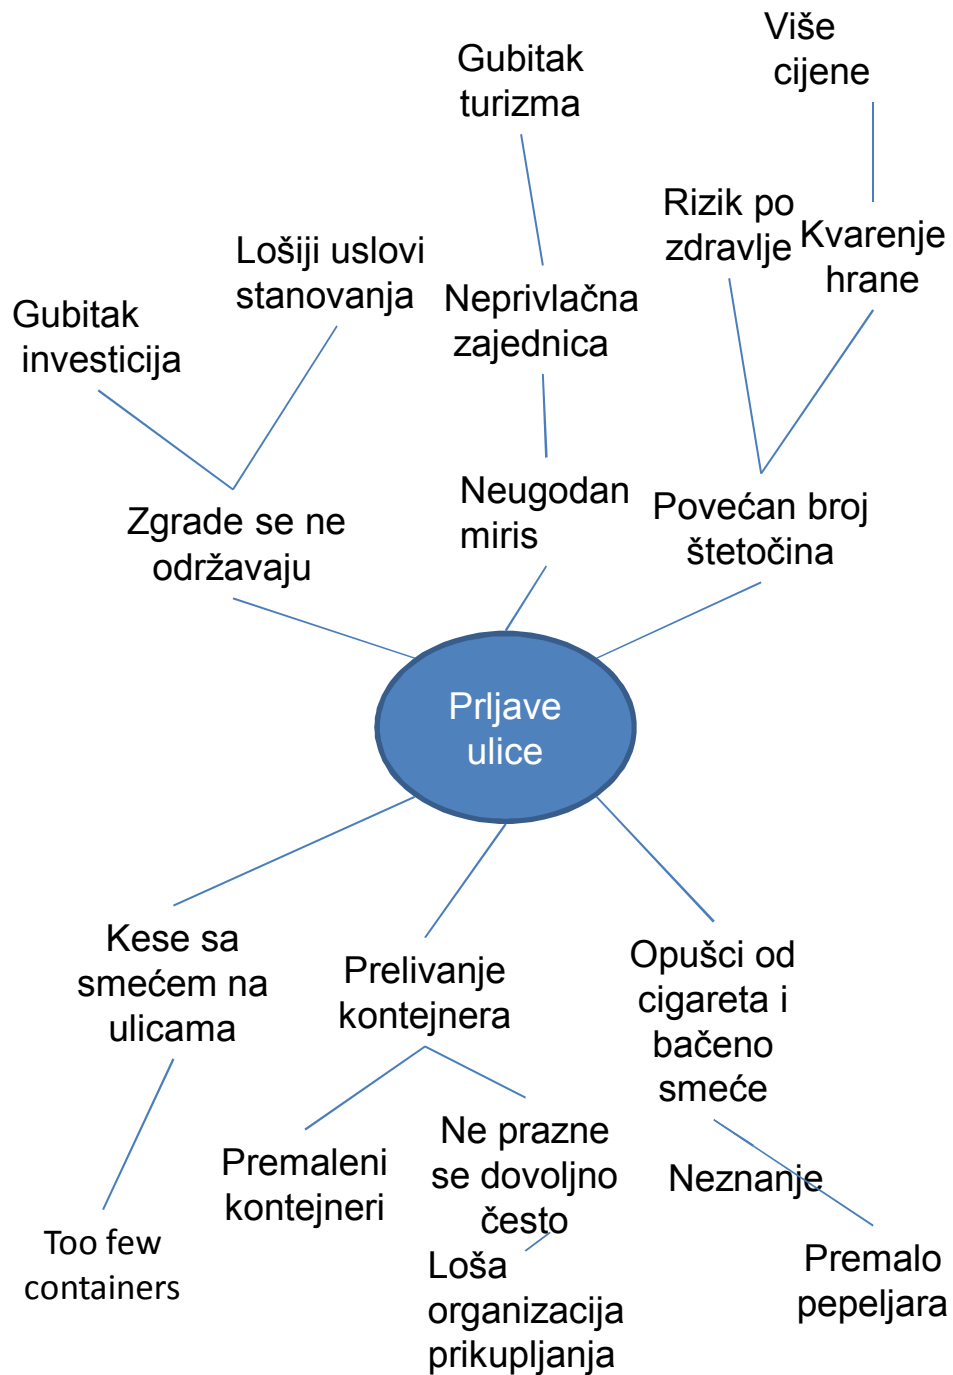 Više
cijene
Gubitak
turizma
Rizik po
zdravlje
Kvarenje
hrane
Lošiji uslovi
stanovanja
Gubitak
investicija
Neprivlačna
zajednica
Zgrade se ne
održavaju
Neugodan
miris
Povećan broj
štetočina
Prljave
ulice
Kese sa
smećem na
ulicama
Prelivanje
kontejnera
Opušci od
cigareta i
bačeno
smeće
Premaleni
kontejneri
Ne prazne
se dovoljno
često
Neznanje
Too few
containers
Loša
organizacija
prikupljanja
Premalo
pepeljara